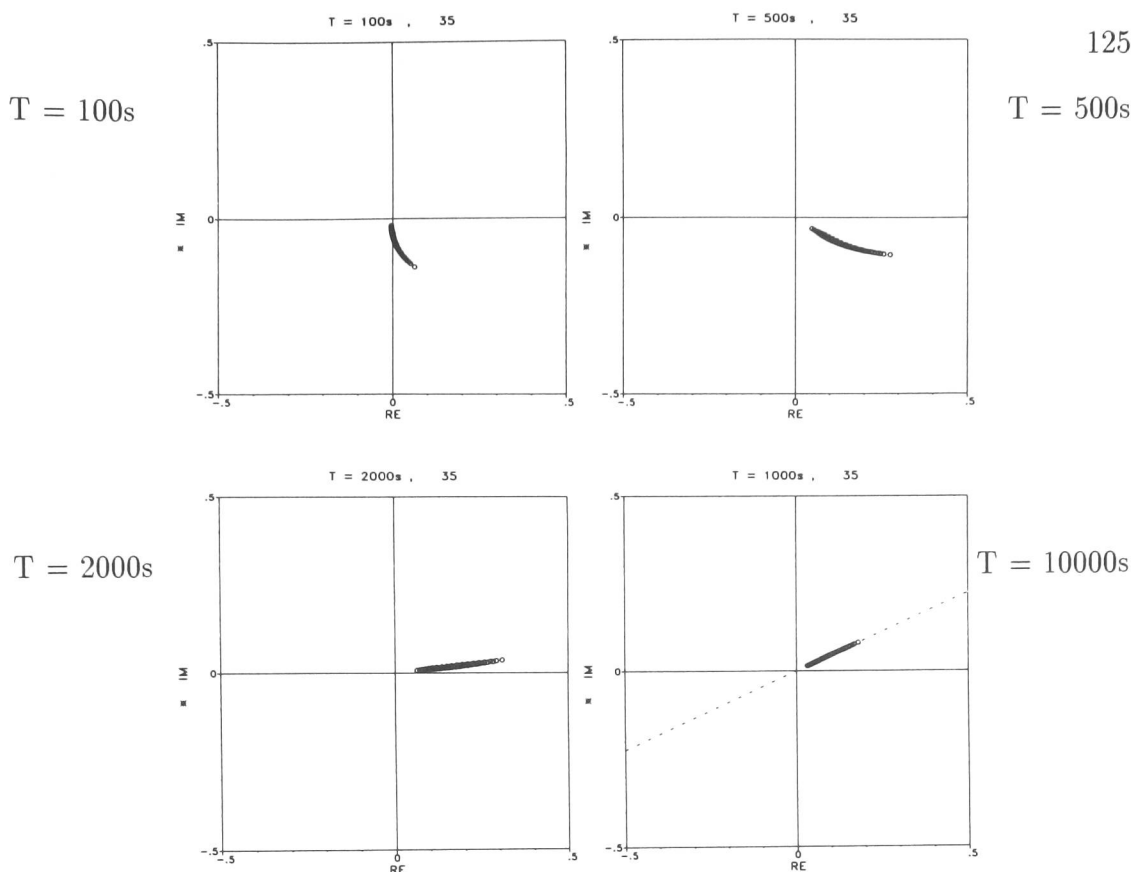 T = 100s , 35
T = 500s , 35
125
T = 100s
T = 500s
.5
IM
0
-.5
-.5
0
.5
RE
.5
IM
0
-.5
-.5
0
.5
RE
T = 2000s , 35
T = 1000s , 35
T = 2000s
T = 10000s
.5
IM
0
-.5
-.5
0
.5
RE
.5
IM
0
-.5
-.5
0
.5
RE